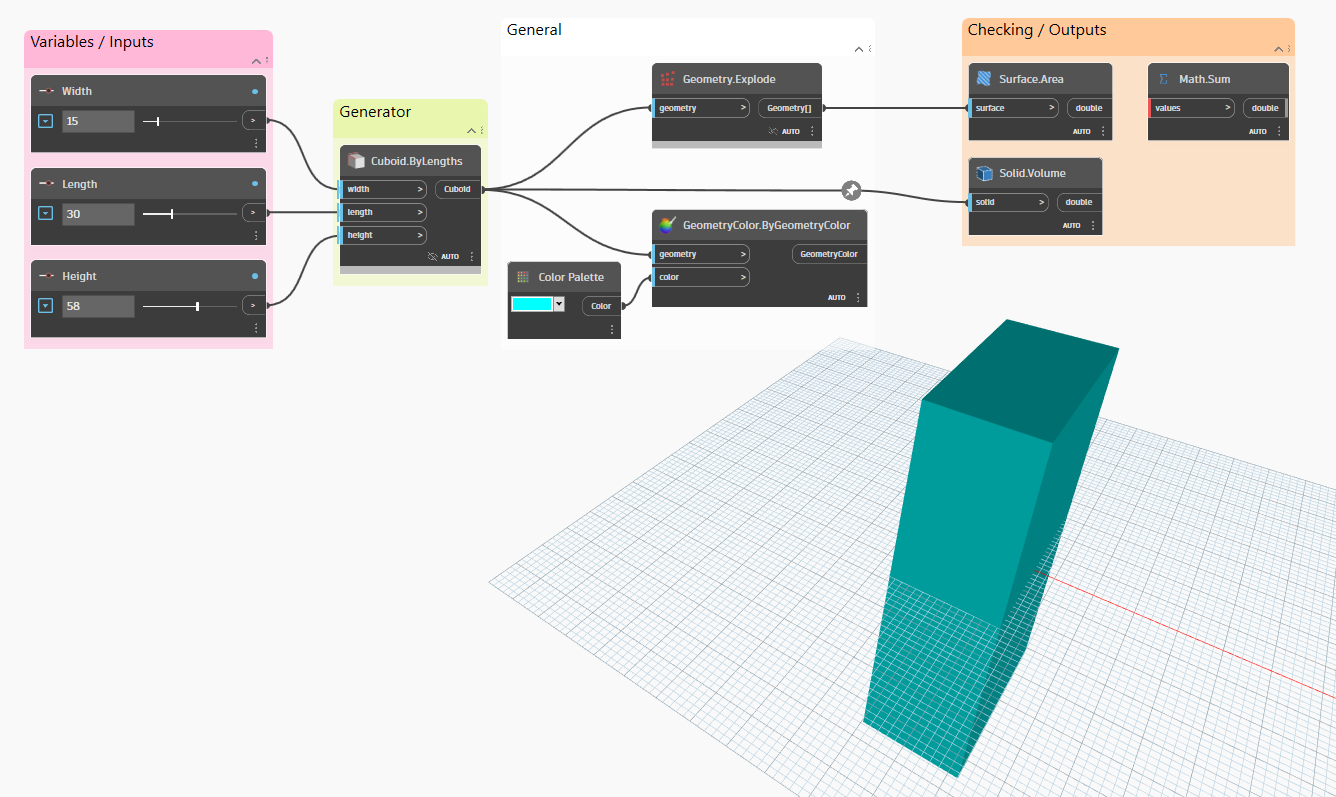 Variables / Inputs
Width
15
>
Length
30
>
Height
58
>
Generator
Cuboid.ByLengths
width > Cuboid
length >
height >
AUTO
General
Geometry.Explode
geometry > Geometry[]
AUTO
Color Palette
Color
GeometryColor.ByGeometryColor
geometry > GeometryColor
color >
AUTO
Checking / Outputs
Surface.Area
surface > double
AUTO
Math.Sum
values > double
AUTO
Solid.Volume
solid > double
AUTO